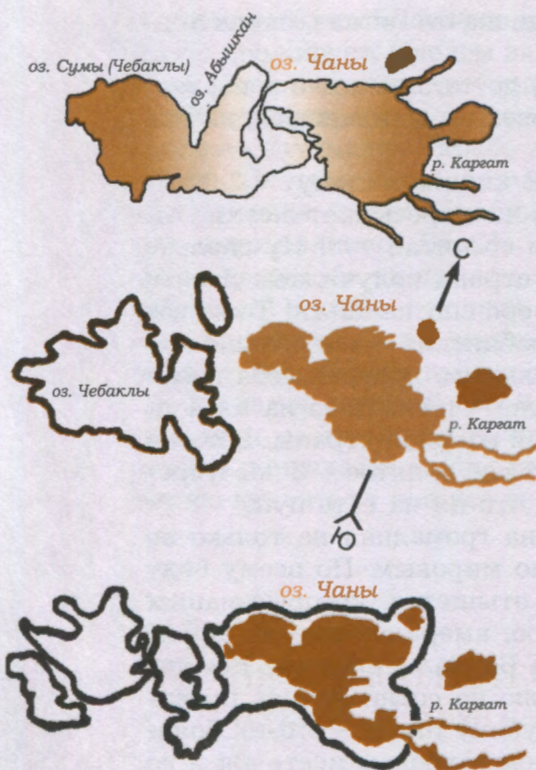 оз. Сумы (Чебаклы)
оз. Абышкан
оз. Чаны
р. Каргат
С
оз. Чаны
оз. Чебаклы
р. Каргат
Ю
оз. Чаны
р. Каргат